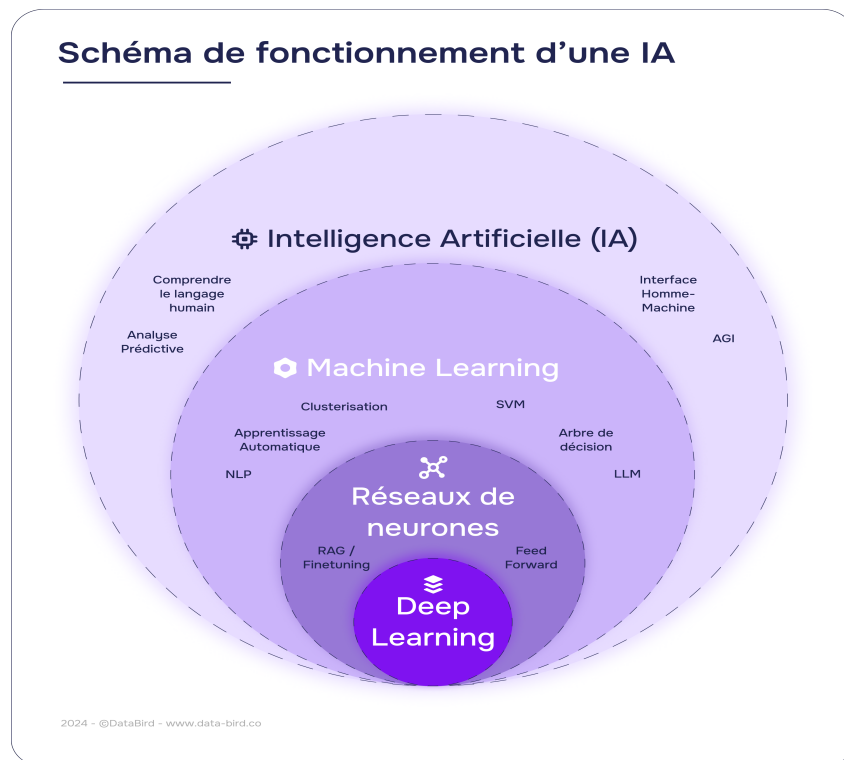 Schéma de fonctionnement d’une IA
Intelligence Artificielle (IA)
Comprendre
le langage
humain
Interface
Homme-
Machine
Analyse
Prédictive
AGI
Machine Learning
Clusterisation
SVM
Apprentissage
Automatique
Arbre de
décision
NLP
LLM
Réseaux de
neurones
RAG /
Finetuning
Feed
Forward
Deep
Learning
2024 - ©DataBird - www.data-bird.co